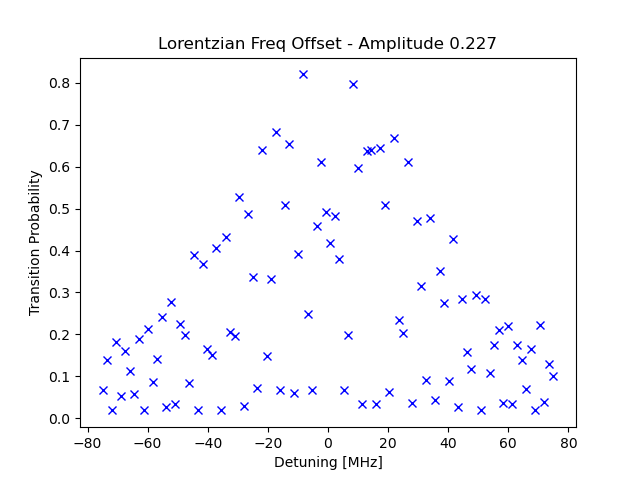 Lorentzian Freq Offset - Amplitude 0.227
Transition Probability
0.8
0.7
0.6
0.5
0.4
0.3
0.2
0.1
0.0
−80 −60 −40 −20 0 20 40 60 80
Detuning [MHz]